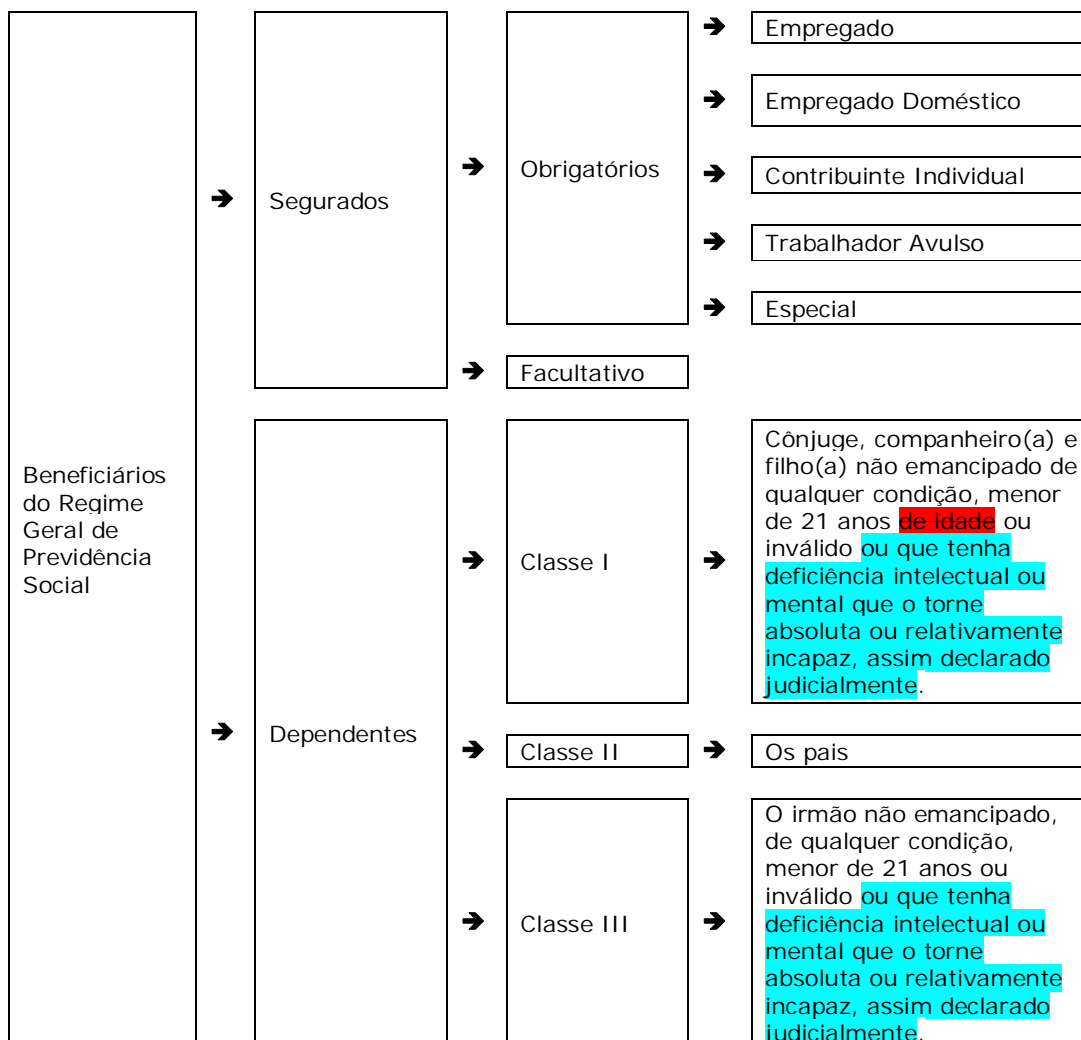 Beneficiários
do Regime
Geral de
Previdência
Social
Segurados
Obrigatórios
Empregado
Empregado Doméstico
Contribuinte Individual
Trabalhador Avulso
Especial
Facultativo
Dependentes
Classe I
Cônjuge, companheiro(a) e
filho(a) não emancipado de
qualquer condição, menor
de 21 anos de idade ou
inválido ou que tenha
deficiência intelectual ou
mental que o torne
absoluta ou relativamente
incapaz, assim declarado
judicialmente.
Classe II
Os pais
Classe III
O irmão não emancipado,
de qualquer condição,
menor de 21 anos ou
inválido ou que tenha
deficiência intelectual ou
mental que o torne
absoluta ou relativamente
incapaz, assim declarado
judicialmente.